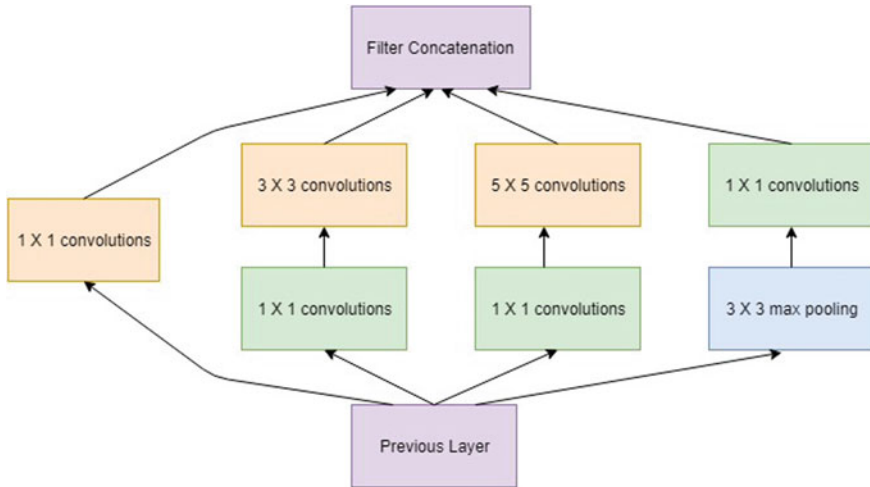 Filter Concatenation
3 X 3 convolutions
5 X 5 convolutions
1 X 1 convolutions
1 X 1 convolutions
1 X 1 convolutions
1 X 1 convolutions
3 X 3 max pooling
Previous Layer